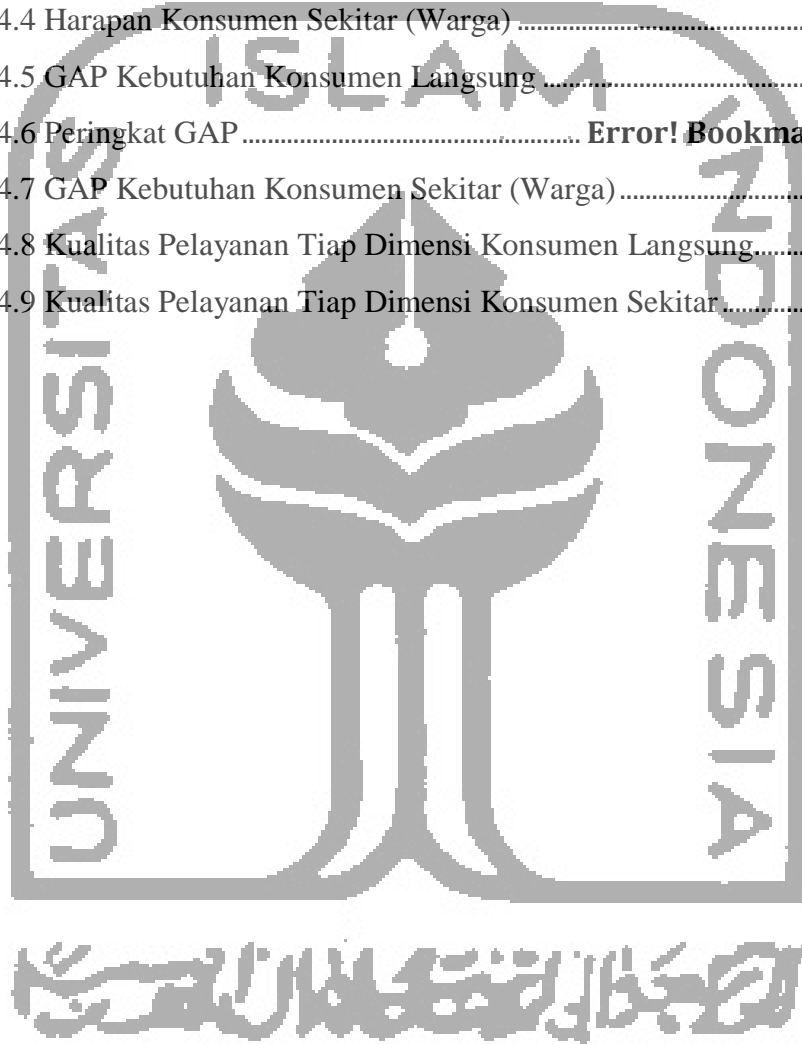 4.4 Harapan Konsumen Sekitar (Warga)
4.5 GAP Kebutuhan Konsumen Langsung
4.6 Peringkat GAP Error! Bookma
4.7 GAP Kebutuhan Konsumen Sekitar (Warga)
4.8 Kualitas Pelayanan Tiap Dimensi Konsumen Langsung
4.9 Kualitas Pelayanan Tiap Dimensi Konsumen Sekitar
UNIVERSITAS
ISLAM
INDONESIA